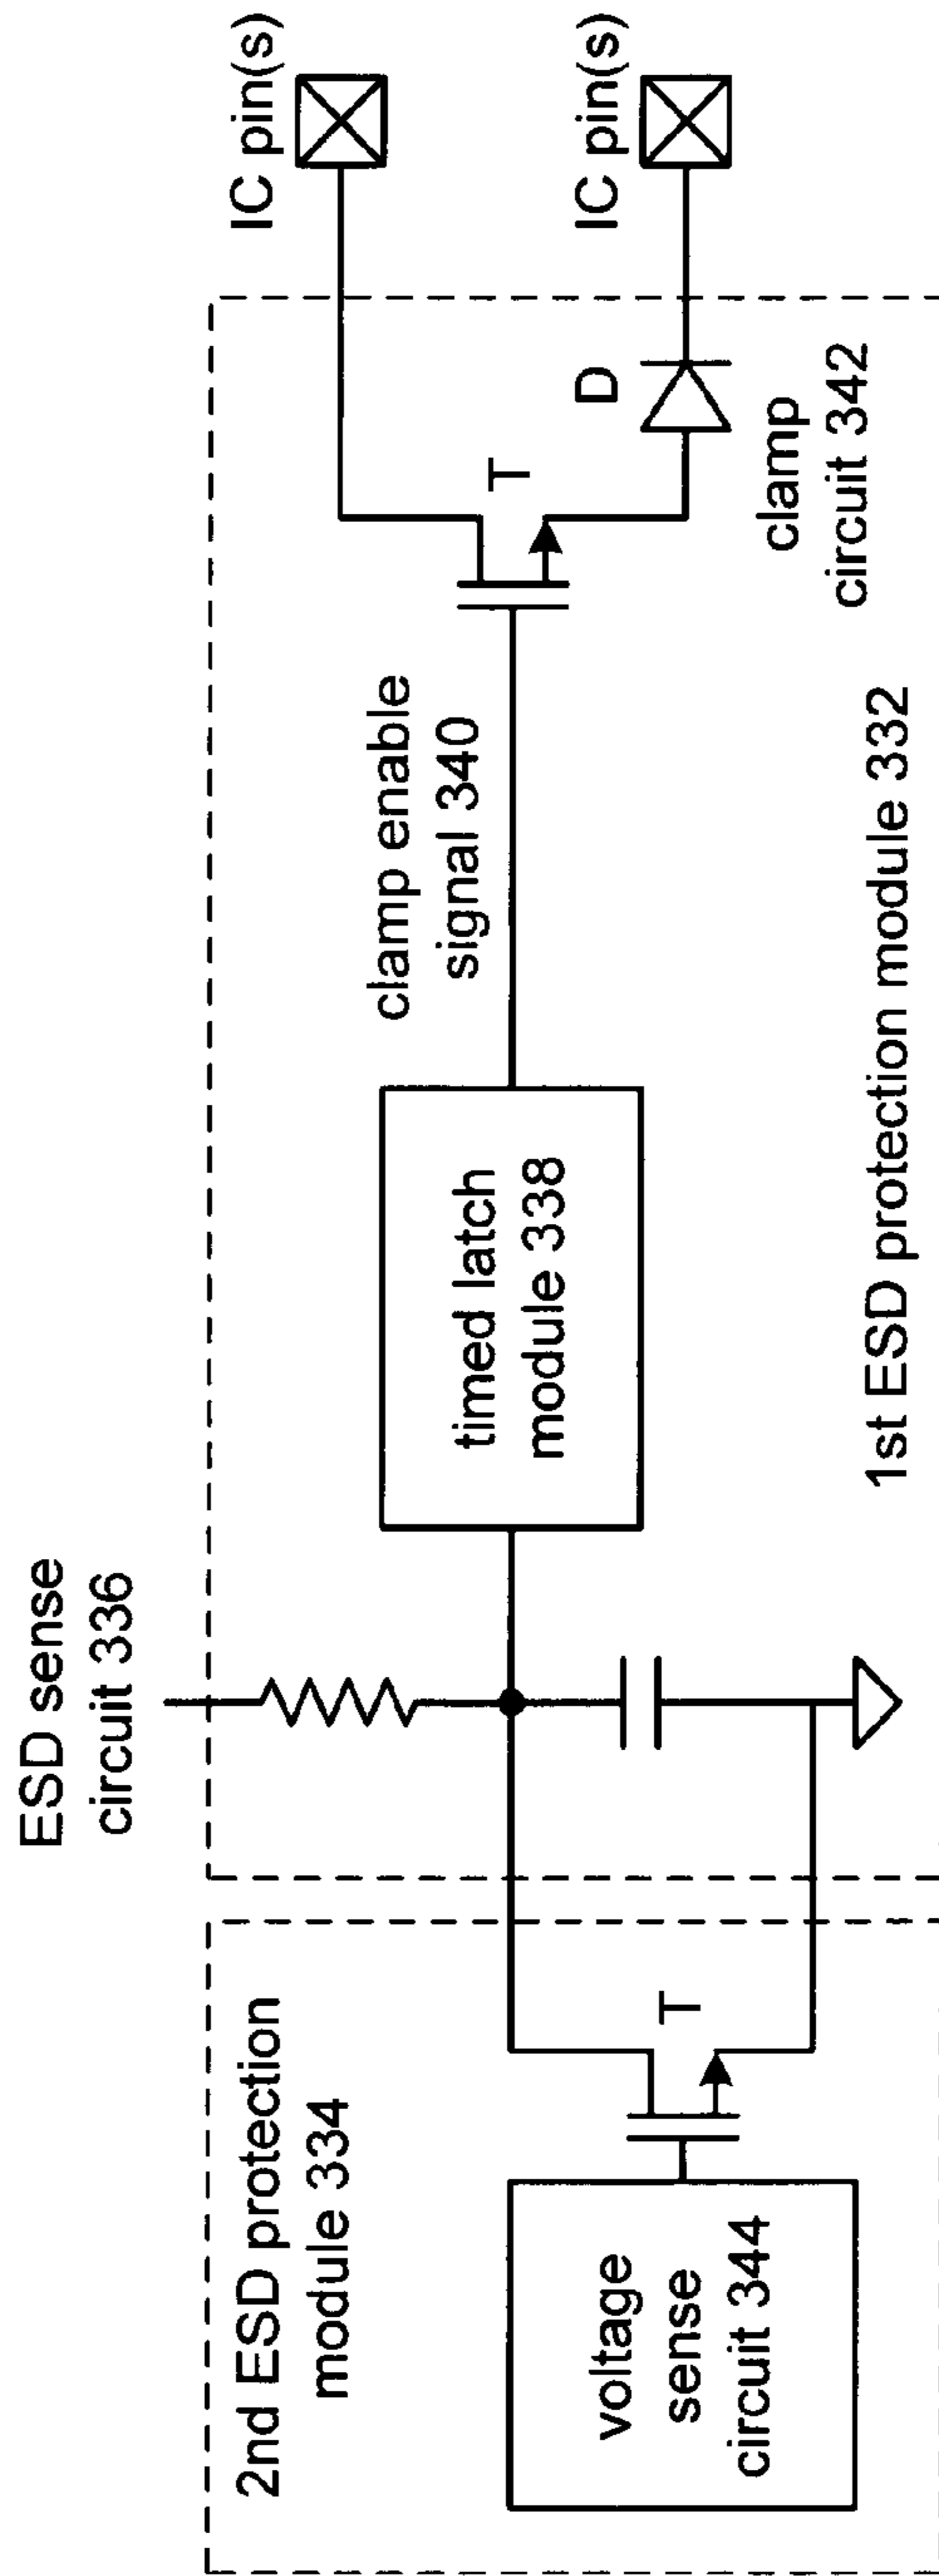 ESD sense
circuit 336
2nd ESD protection
module 334
voltage
sense
circuit 344
T
timed latch
module 338
clamp enable
signal 340
T
D
IC pin(s)
IC pin(s)
clamp
circuit 342
1st ESD protection module 332